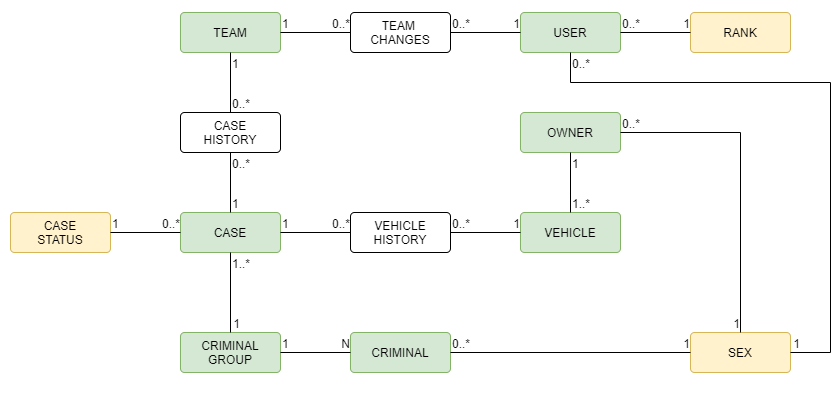 TEAM
1
0..*
TEAM
CHANGES
0..*
1
USER
0..*
1
RANK
1
0..*
0..*
CASE
HISTORY
OWNER
0..*
0..*
1
1
1..*
CASE
STATUS
1
0..*
CASE
1
0..*
VEHICLE
HISTORY
0..*
1
VEHICLE
1..*
1
1
CRIMINAL
GROUP
1
N
CRIMINAL
0..*
1
SEX
1